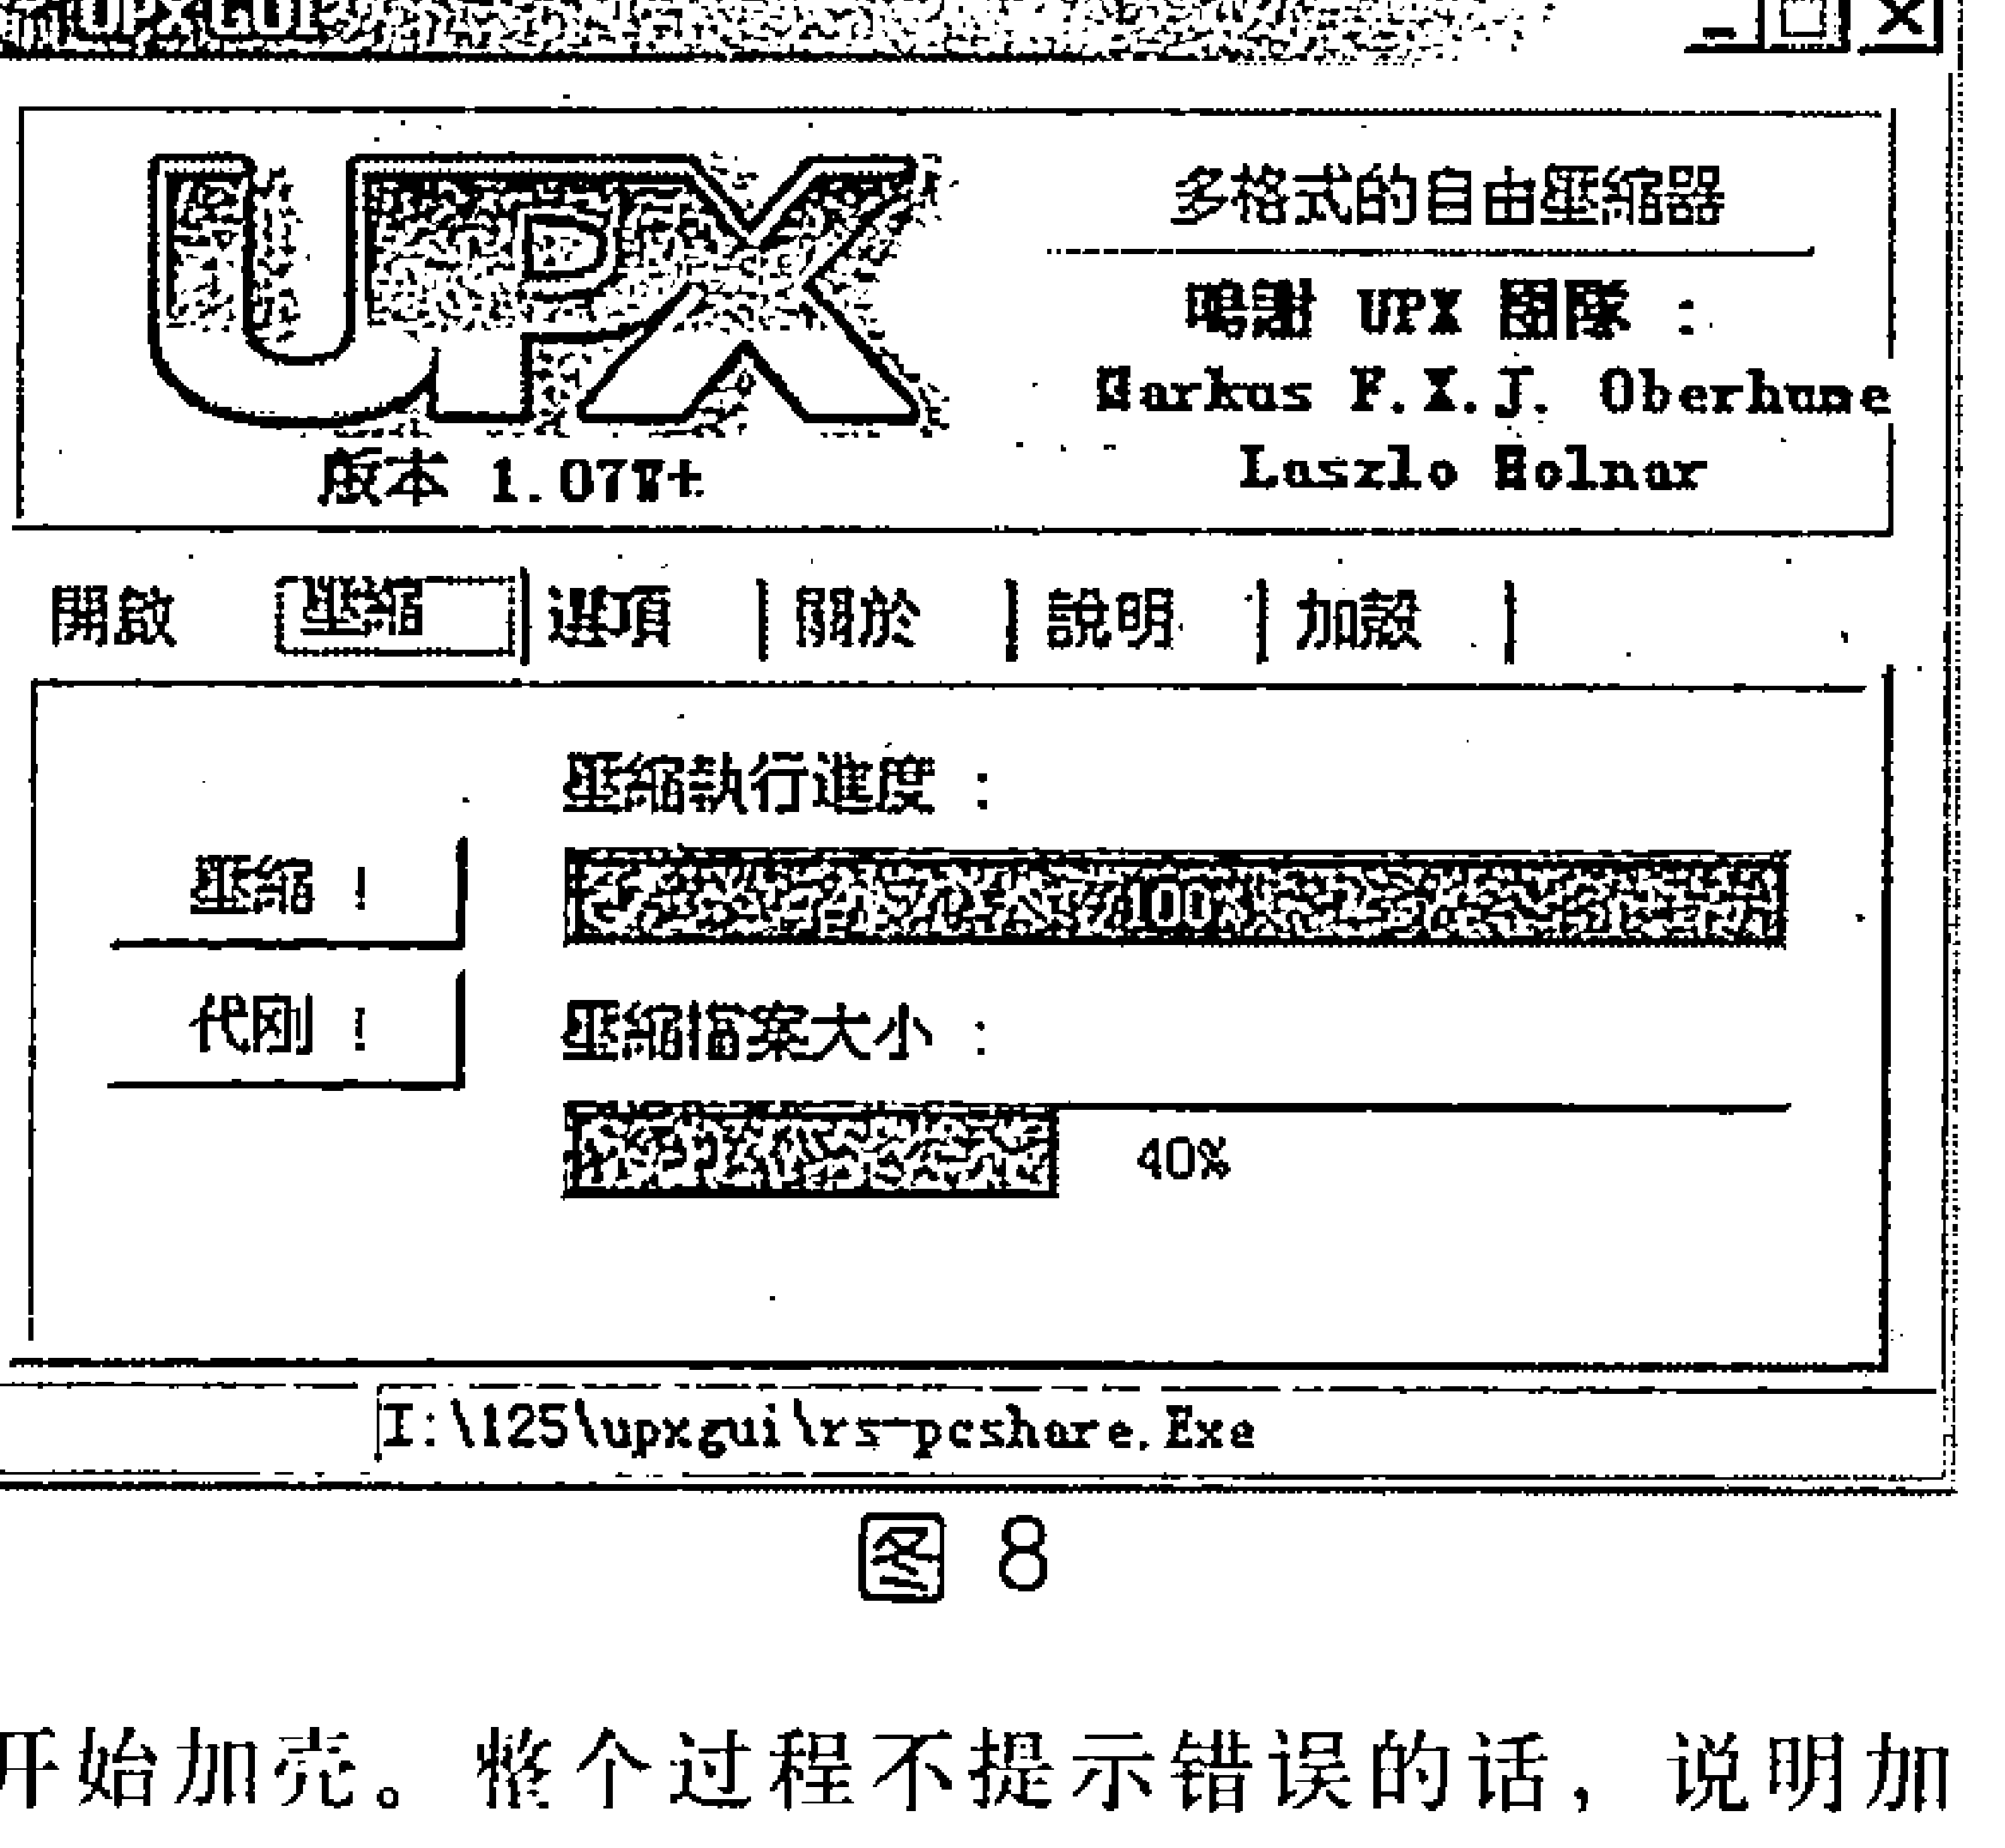 UPX GUI
UPX
多格式的自由壓縮器
鳴謝 UPX 團隊 :
Markus F.X.J. Oberhume
Laszlo Molnar
版本 1.07W+
開啟 壓縮 選項 關於 說明 加殼
壓縮執行進度 :
壓縮 !
100%
代刚 !
壓縮檔案大小 :
40%
I:\125\upxgui\rs-pcshare.Exe
图 8
开始加壳。整个过程不提示错误的话，说明加